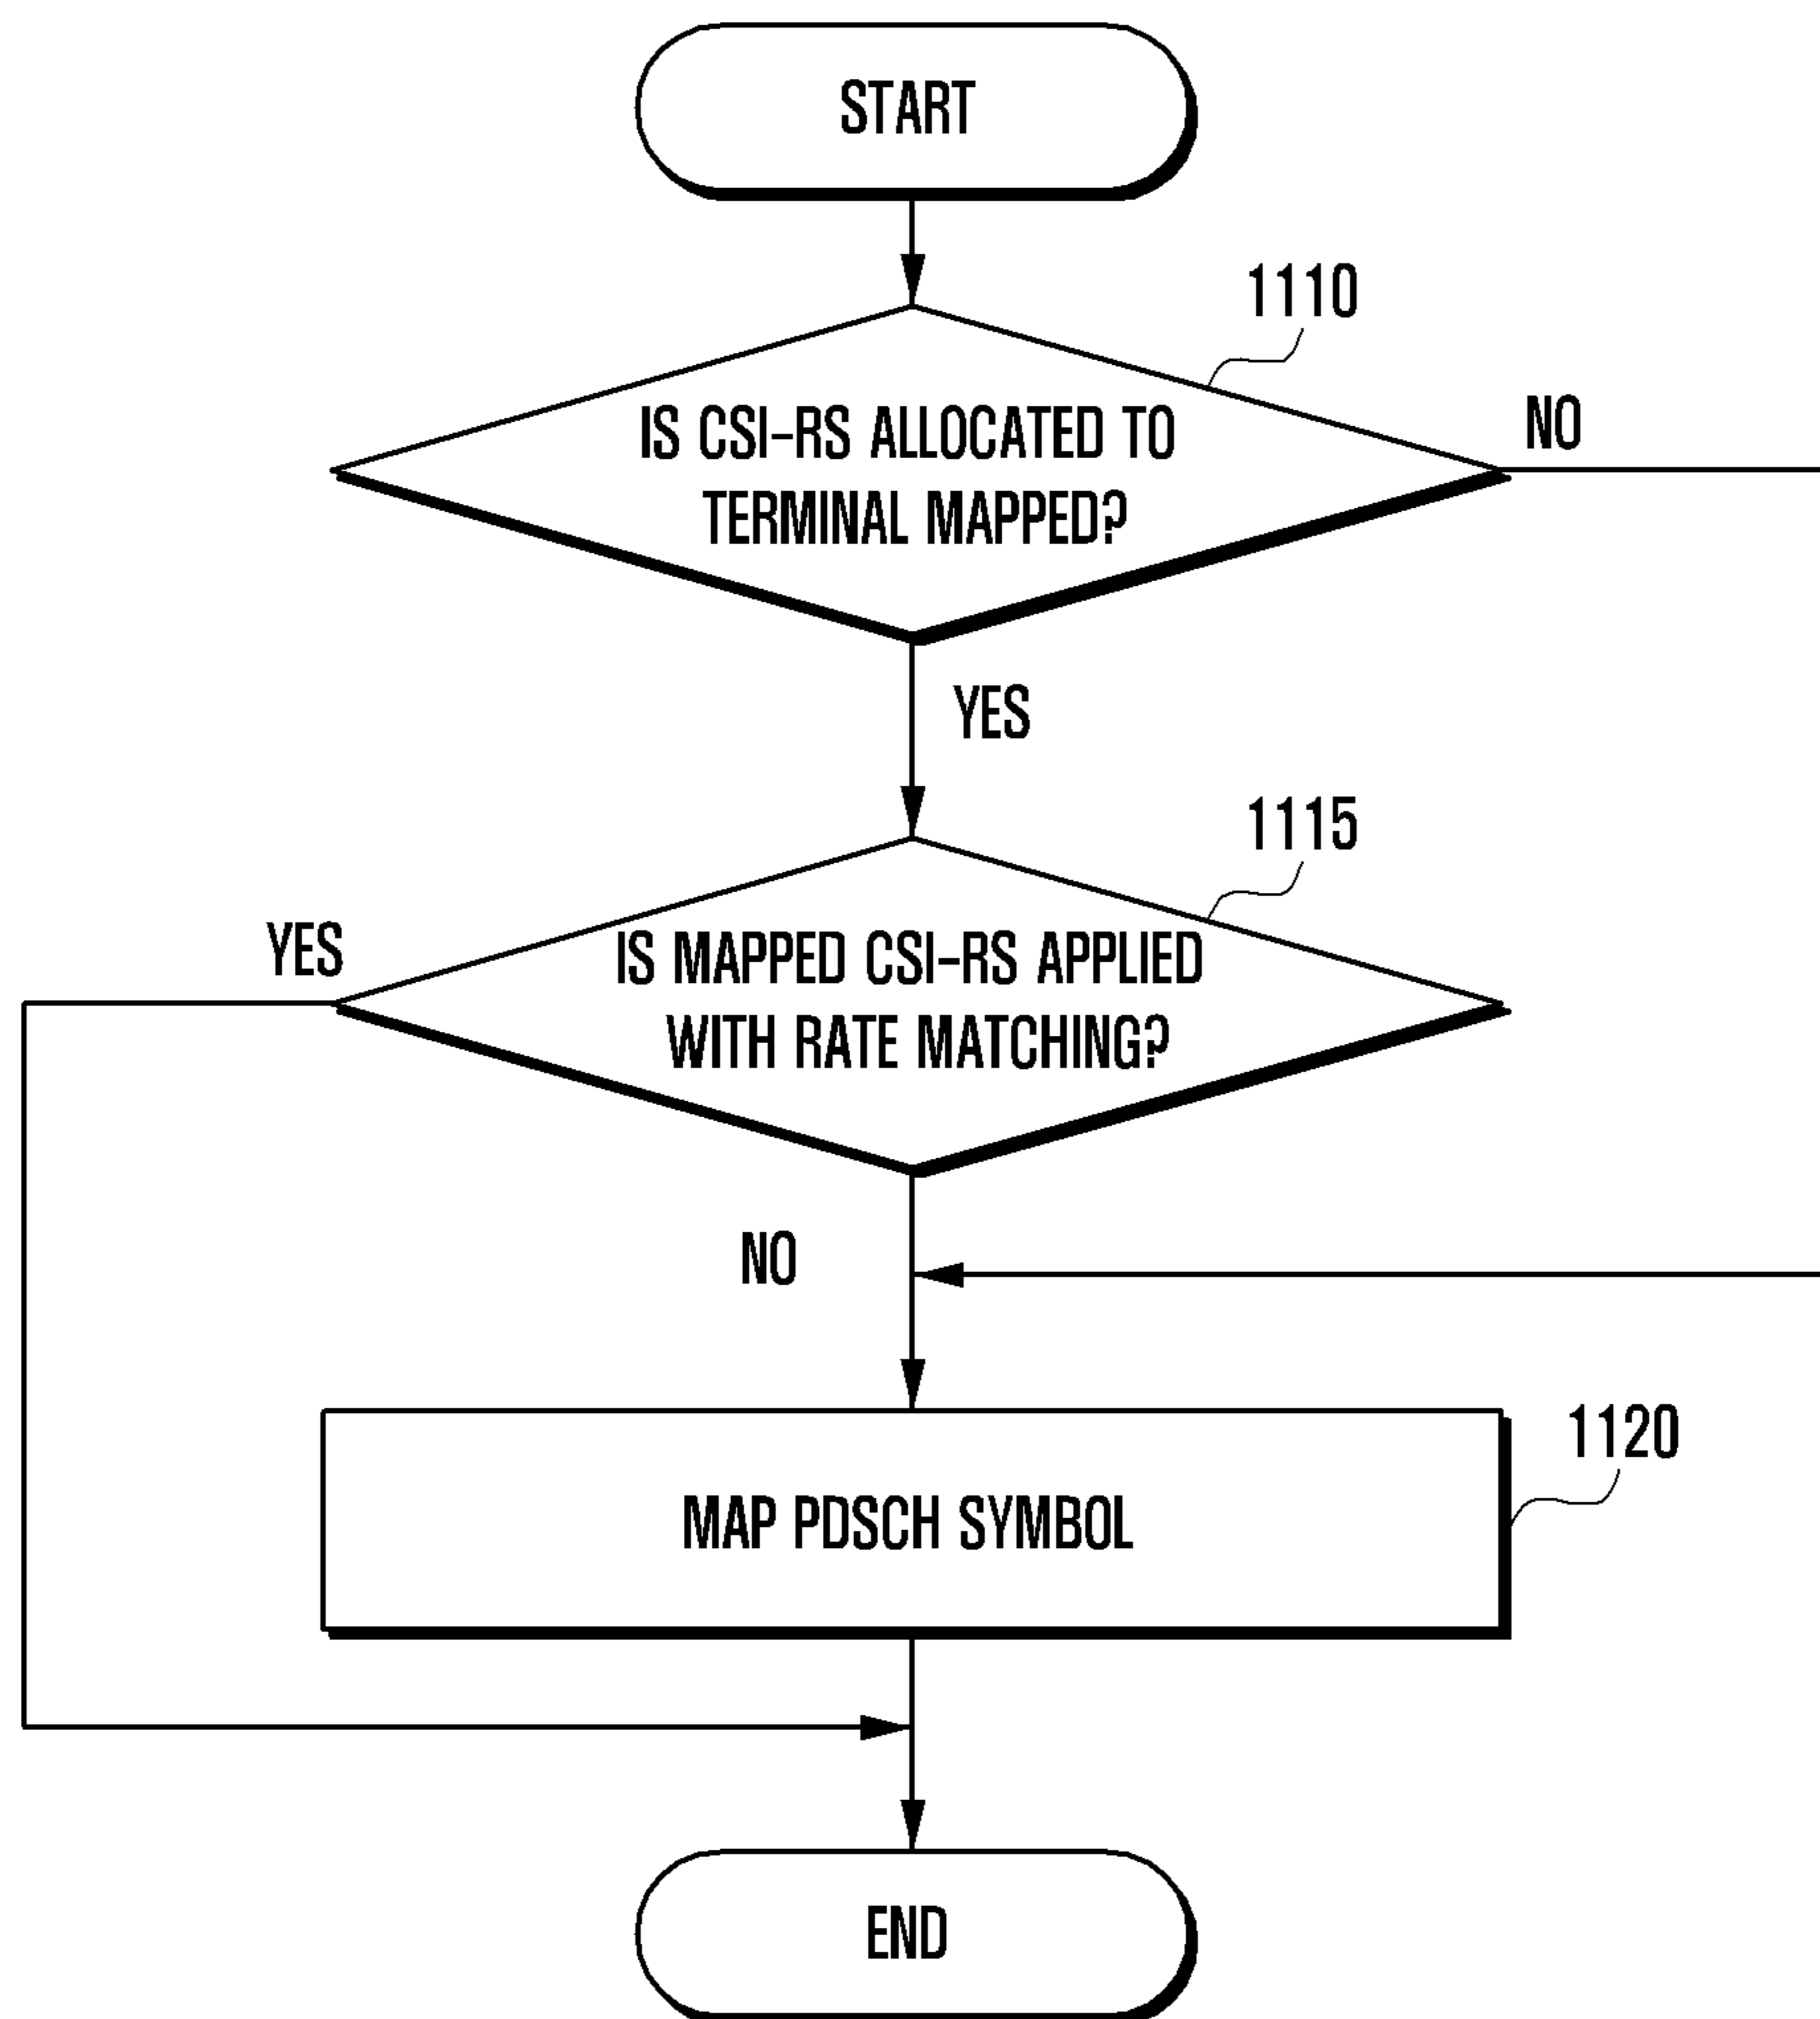 START
1110
IS CSI-RS ALLOCATED TO
TERMINAL MAPPED?
NO
YES
1115
YES
IS MAPPED CSI-RS APPLIED
WITH RATE MATCHING?
NO
1120
MAP PDSCH SYMBOL
END